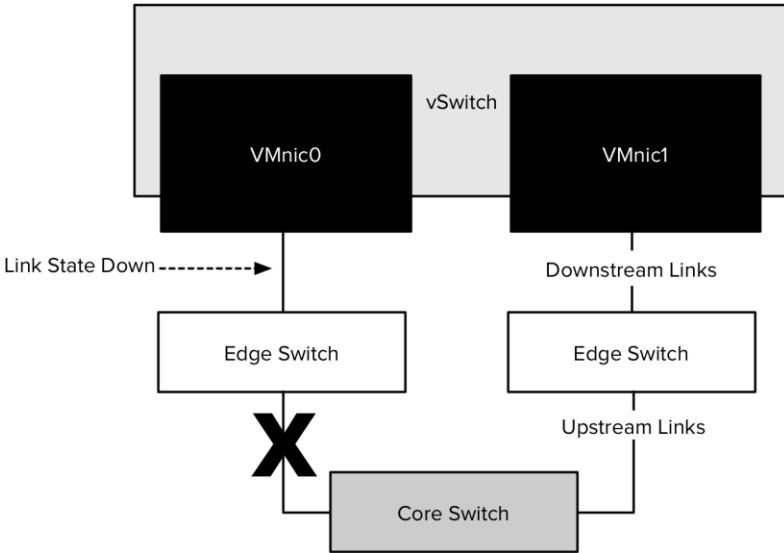 vSwitch
VMnic0
VMnic1
Link State Down
Downstream Links
Edge Switch
Edge Switch
X
Upstream Links
Core Switch